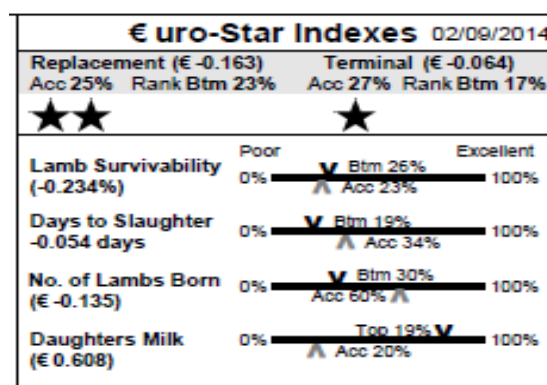 €uro-Star Indexes 02/09/2014
Replacement (€ -0.163) Terminal (€ -0.064)
Acc 25% Rank Btm 23% Acc 27% Rank Btm 17%
Poor Excellent
Lamb Survivability 0% Btm 26% 100%
(-0.234%) Acc 23%
Days to Slaughter 0% Btm 19% 100%
-0.054 days Acc 34%
No. of Lambs Born 0% Btm 30% 100%
(€ -0.135) Acc 60%
Daughters Milk 0% Top 19% 100%
(€ 0.608) Acc 20%